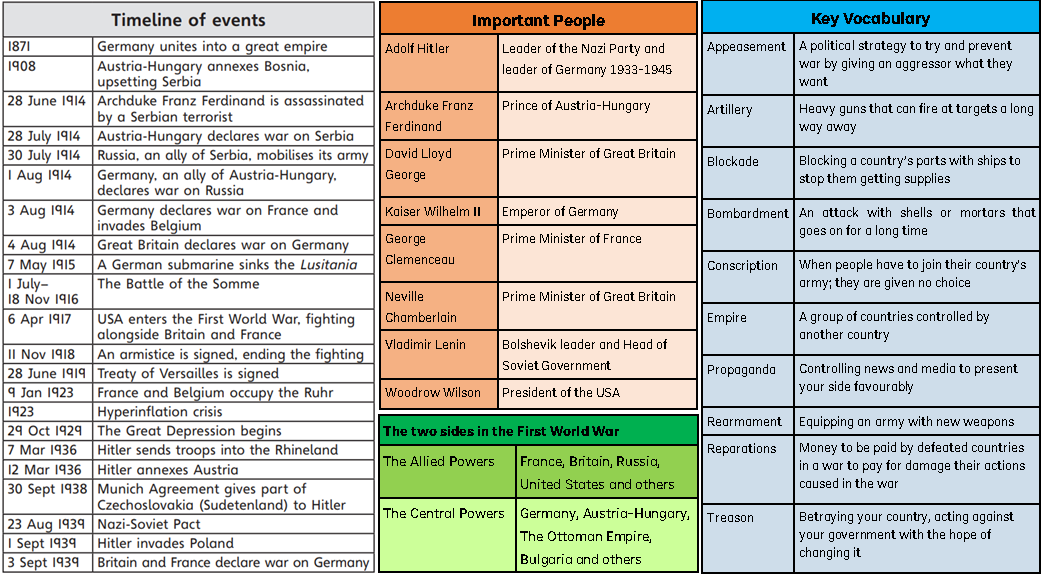 Timeline of events
1871 Germany unites into a great empire
1908 Austria-Hungary annexes Bosnia,
upsetting Serbia
28 June 1914 Archduke Franz Ferdinand is assassinated
by a Serbian terrorist
28 July 1914 Austria-Hungary declares war on Serbia
30 July 1914 Russia, an ally of Serbia, mobilises its army
1 Aug 1914 Germany, an ally of Austria-Hungary,
declares war on Russia
3 Aug 1914 Germany declares war on France and
invades Belgium
4 Aug 1914 Great Britain declares war on Germany
7 May 1915 A German submarine sinks the Lusitania
1 July– The Battle of the Somme
18 Nov 1916
6 Apr 1917 USA enters the First World War, fighting
alongside Britain and France
11 Nov 1918 An armistice is signed, ending the fighting
28 June 1919 Treaty of Versailles is signed
9 Jan 1923 France and Belgium occupy the Ruhr
1923 Hyperinflation crisis
29 Oct 1929 The Great Depression begins
7 Mar 1936 Hitler sends troops into the Rhineland
12 Mar 1936 Hitler annexes Austria
30 Sept 1938 Munich Agreement gives part of
Czechoslovakia (Sudetenland) to Hitler
23 Aug 1939 Nazi-Soviet Pact
1 Sept 1939 Hitler invades Poland
3 Sept 1939 Britain and France declare war on Germany
Important People
Adolf Hitler Leader of the Nazi Party and
leader of Germany 1933-1945
Archduke Franz Prince of Austria-Hungary
Ferdinand
David Lloyd Prime Minister of Great Britain
George
Kaiser Wilhelm II Emperor of Germany
George Prime Minister of France
Clemenceau
Neville Prime Minister of Great Britain
Chamberlain
Vladimir Lenin Bolshevik leader and Head of
Soviet Government
Woodrow Wilson President of the USA
The two sides in the First World War
The Allied Powers France, Britain, Russia,
United States and others
The Central Powers Germany, Austria-Hungary,
The Ottoman Empire,
Bulgaria and others
Key Vocabulary
Appeasement A political strategy to try and prevent
war by giving an aggressor what they
want
Artillery Heavy guns that can fire at targets a long
way away
Blockade Blocking a country's parts with ships to
stop them getting supplies
Bombardment An attack with shells or mortars that
goes on for a long time
Conscription When people have to join their country's
army; they are given no choice
Empire A group of countries controlled by
another country
Propaganda Controlling news and media to present
your side favourably
Rearmament Equipping an army with new weapons
Reparations Money to be paid by defeated countries
in a war to pay for damage their actions
caused in the war
Treason Betraying your country, acting against
your government with the hope of
changing it